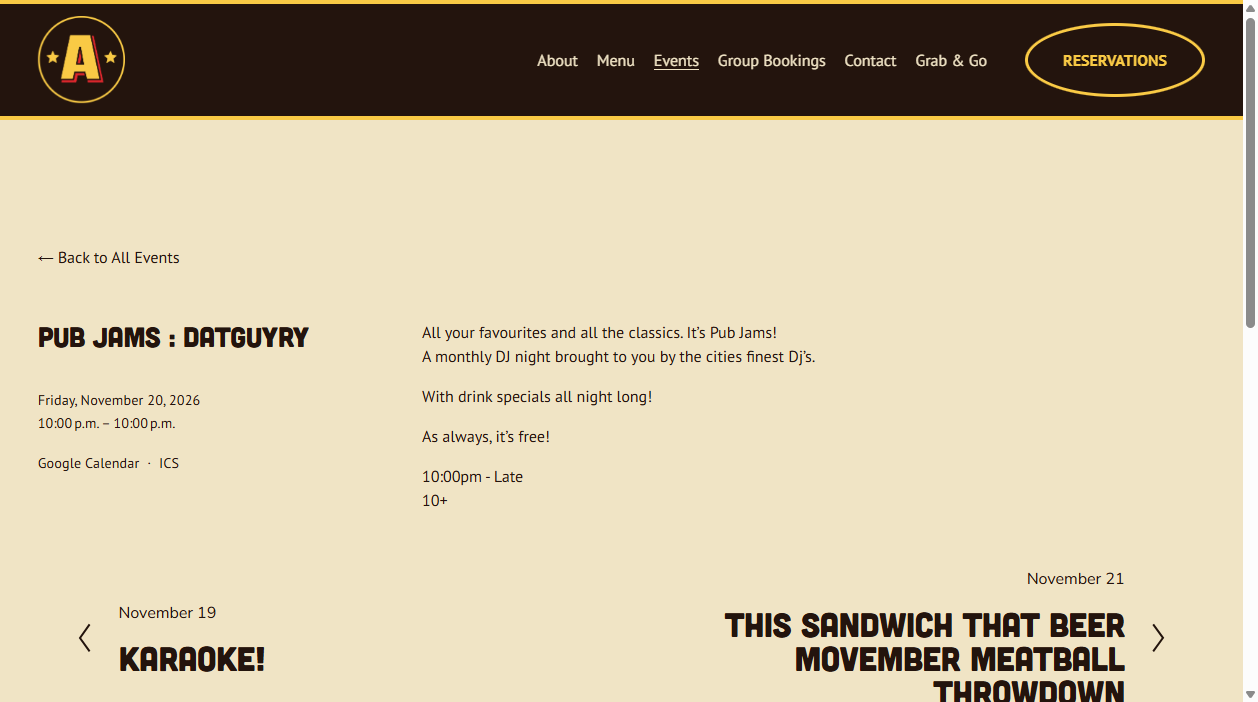 A
About Menu Events Group Bookings Contact Grab & Go RESERVATIONS
← Back to All Events
PUB JAMS : DATGUYRY
Friday, November 20, 2026
10:00 p.m. – 10:00 p.m.
Google Calendar · ICS
All your favourites and all the classics. It’s Pub Jams!
A monthly DJ night brought to you by the cities finest Dj’s.
With drink specials all night long!
As always, it’s free!
10:00pm - Late
10+
November 19
KARAOKE!
November 21
THIS SANDWICH THAT BEER
MOVEMBER MEATBALL
THROWDOWN